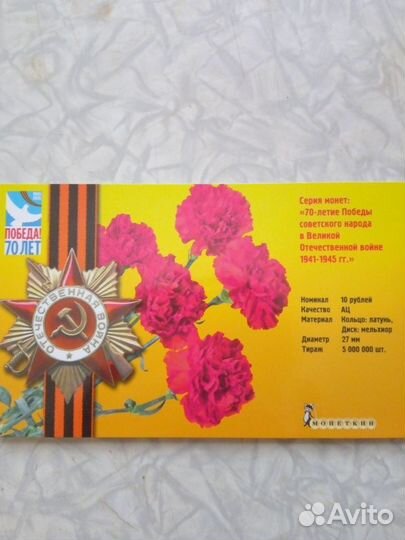 ПОБЕДА!
70 ЛЕТ
ОТЕЧЕСТВЕННАЯ ВОЙНА
Серия монет:
«70-летие Победы
советского народа
в Великой
Отечественной войне
1941-1945 гг.»
Номинал 10 рублей
Качество АЦ
Материал Кольцо: латунь,
Диск: мельхиор
Диаметр 27 мм
Тираж 5 000 000 шт.
МОНЕТКИН
Avito